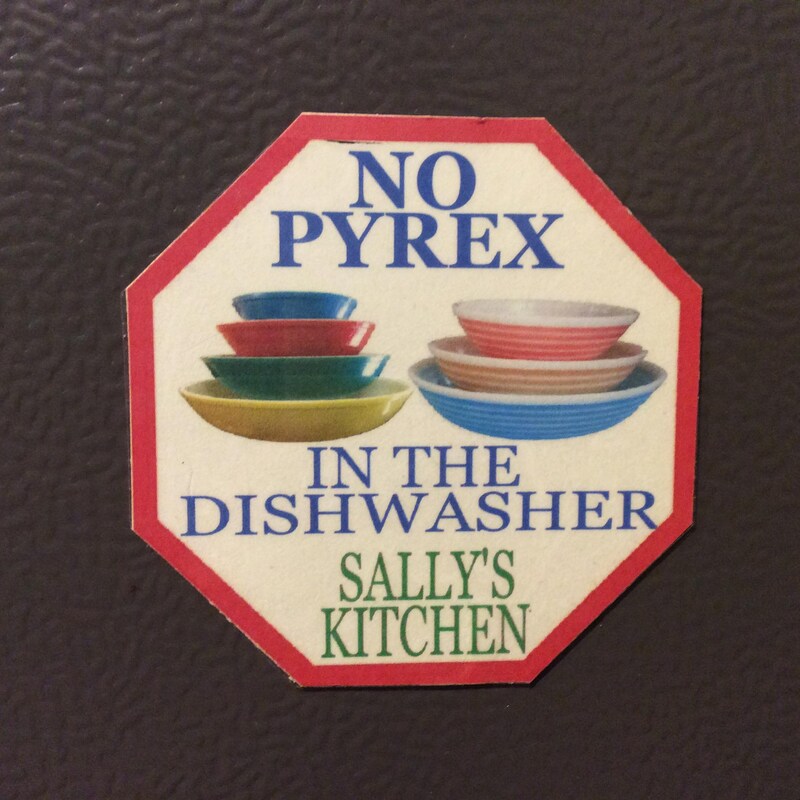 NO
PYREX
IN THE
DISHWASHER
SALLY'S
KITCHEN